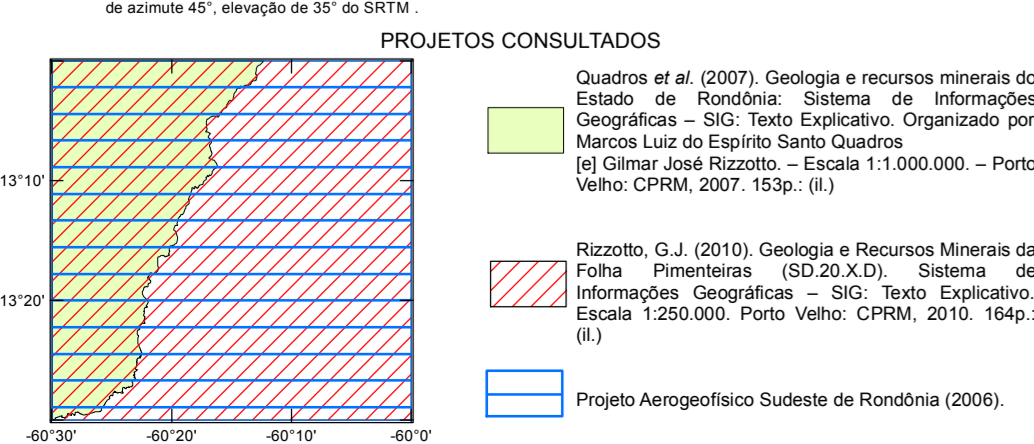 de azimute 45°, elevação de 35° do SRTM .
PROJETOS CONSULTADOS
Quadros et al. (2007). Geologia e recursos minerais do
Estado de Rondônia: Sistema de Informações
Geográficas – SIG: Texto Explicativo. Organizado por
Marcos Luiz do Espírito Santo Quadros
[e] Gilmar José Rizzotto. – Escala 1:1.000.000. – Porto
Velho: CPRM, 2007. 153p.: (il.)
13°10'
Rizzotto, G.J. (2010). Geologia e Recursos Minerais da
Folha Pimenteiras (SD.20.X.D). Sistema de
Informações Geográficas – SIG: Texto Explicativo.
Escala 1:250.000. Porto Velho: CPRM, 2010. 164p.:
(il.)
13°20'
Projeto Aerogeofísico Sudeste de Rondônia (2006).
-60°30' -60°20' -60°10' -60°0'